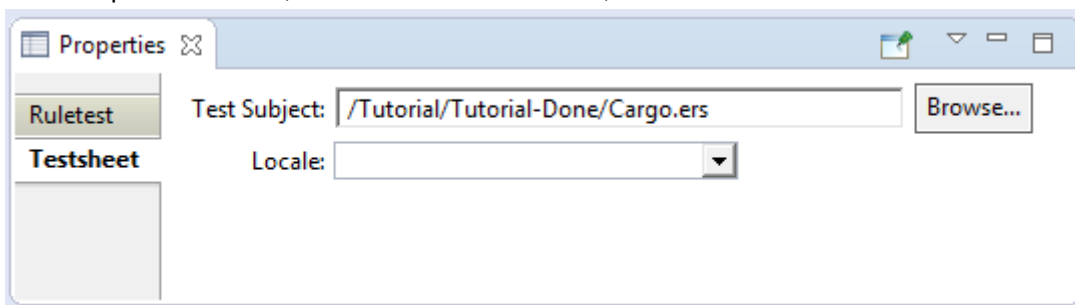 Properties
Ruletest
Test Subject: /Tutorial/Tutorial-Done/Cargo.ers Browse...
Testsheet
Locale: